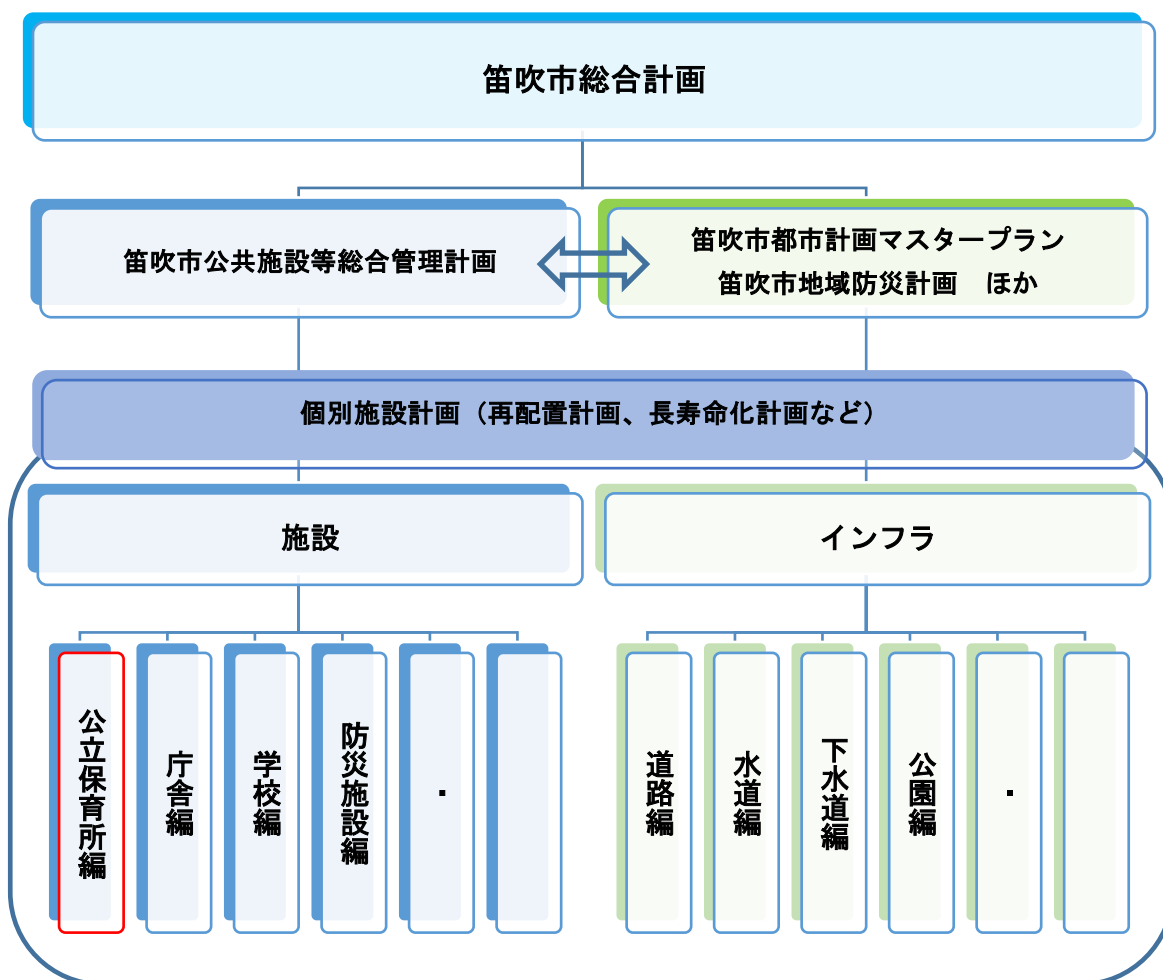 笛吹市総合計画
笛吹市公共施設等総合管理計画
笛吹市都市計画マスタープラン
笛吹市地域防災計画　ほか
個別施設計画（再配置計画、長寿命化計画など）
施設
インフラ
公立保育所編
庁舎編
学校編
防災施設編
・
道路編
水道編
下水道編
公園編
・